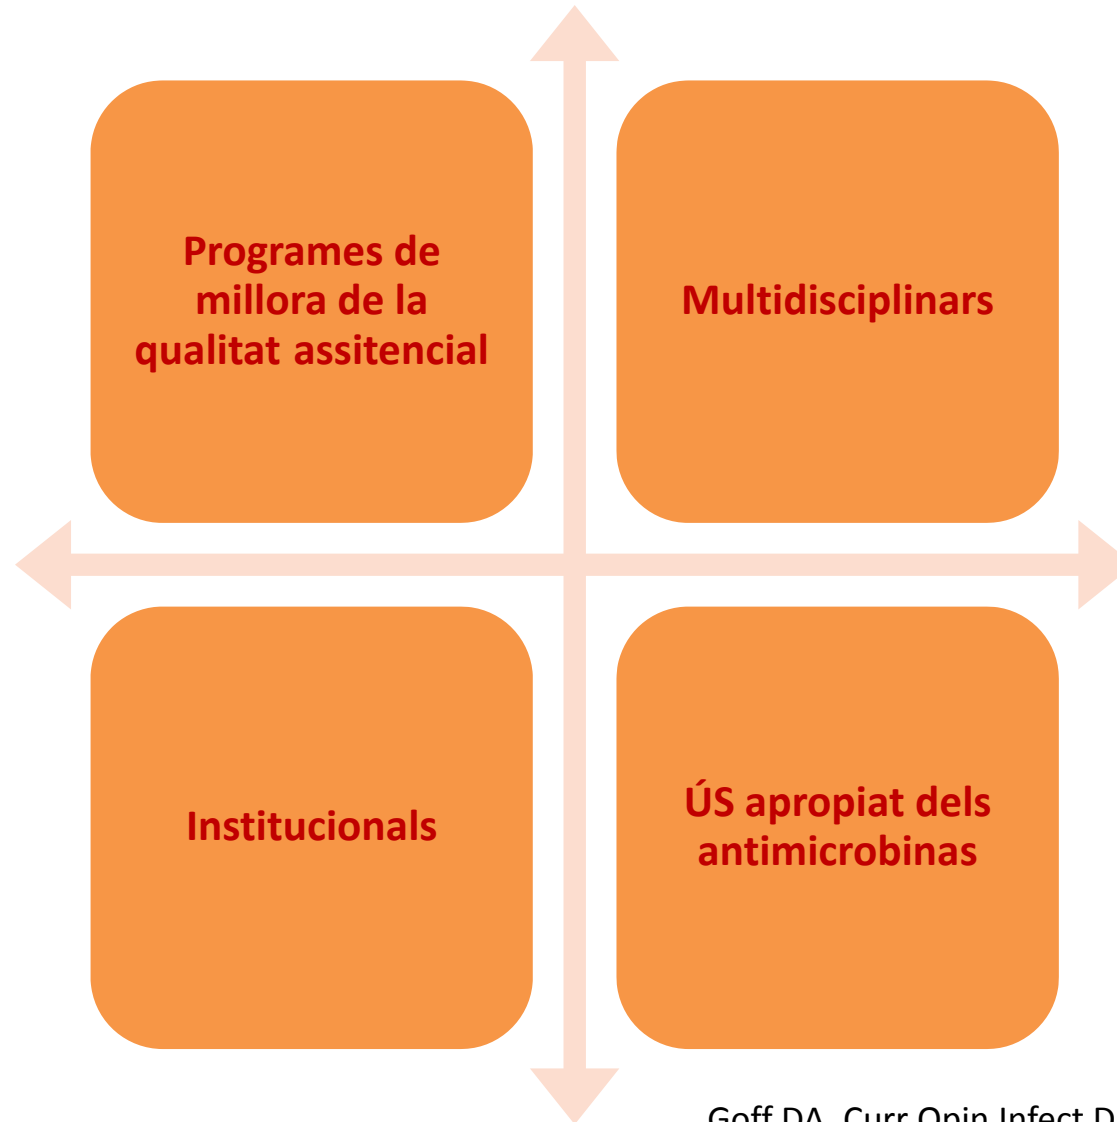 Programes de
millora de la
qualitat assitencial
Multidisciplinars
Institucionals
ÚS apropiat dels
antimicrobinas
Goff DA. Curr Opin Infect D